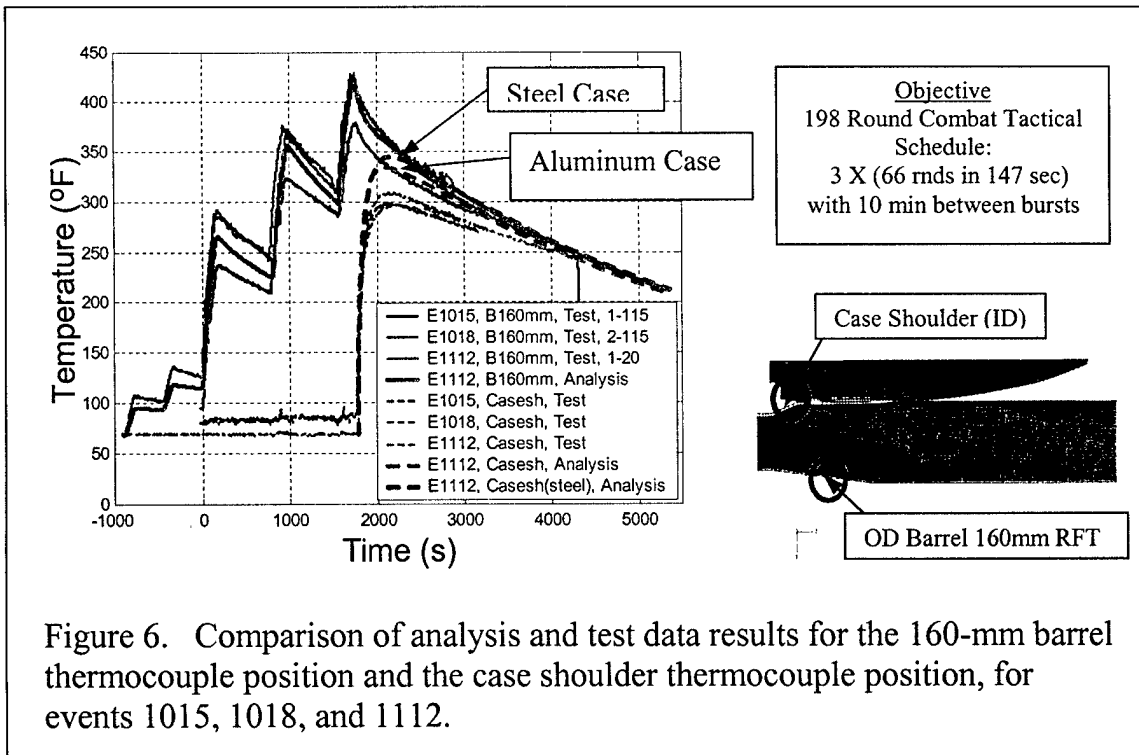 450
400
350
300
250
200
150
100
50
0
Temperature (ºF)
-1000 0 1000 2000 3000 4000 5000
Time (s)
Steel Case
Aluminum Case
E1015, B160mm, Test, 1-115
E1018, B160mm, Test, 2-115
E1112, B160mm, Test, 1-20
E1112, B160mm, Analysis
E1015, Casesh, Test
E1018, Casesh, Test
E1112, Casesh, Test
E1112, Casesh, Analysis
E1112, Casesh(steel), Analysis
Objective
198 Round Combat Tactical
Schedule:
3 X (66 rnds in 147 sec)
with 10 min between bursts
Case Shoulder (ID)
OD Barrel 160mm RFT
Figure 6. Comparison of analysis and test data results for the 160-mm barrel
thermocouple position and the case shoulder thermocouple position, for
events 1015, 1018, and 1112.